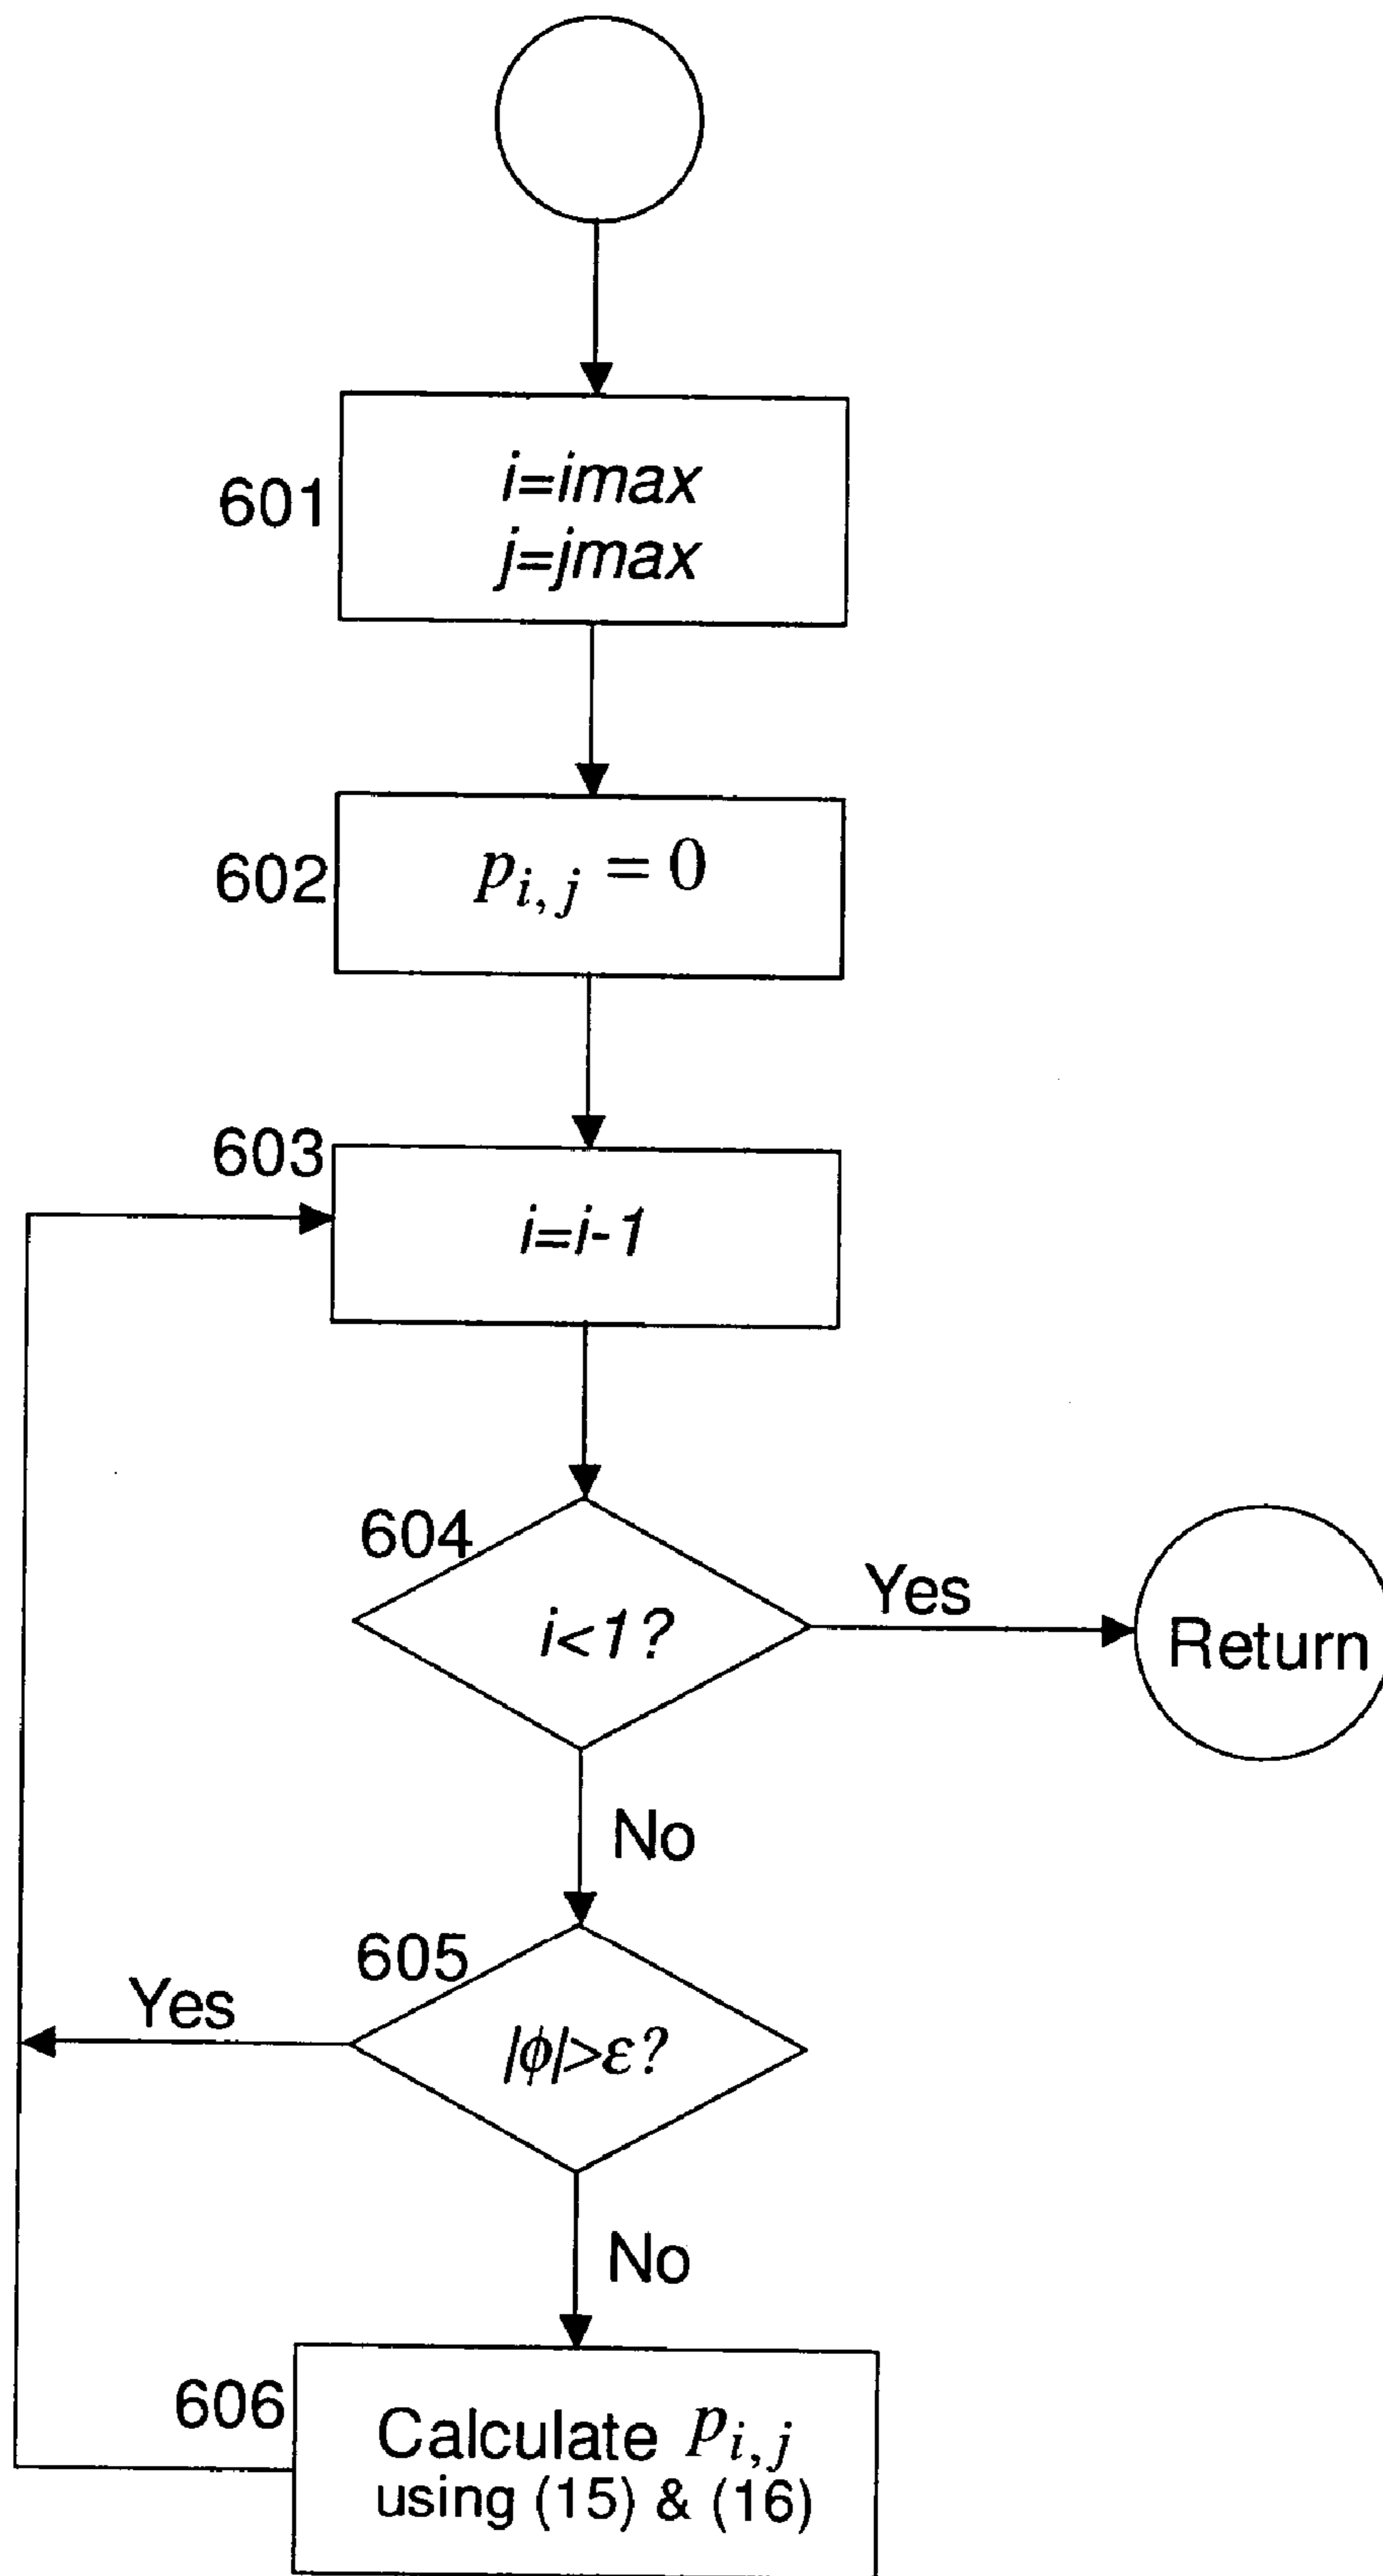 601
i=imax
j=jmax
602
p_{i,j} = 0
603
i=i-1
604
i<1?
Yes
Return
No
605
|ϕ|>ε?
Yes
No
606
Calculate p_{i,j}
using (15) & (16)